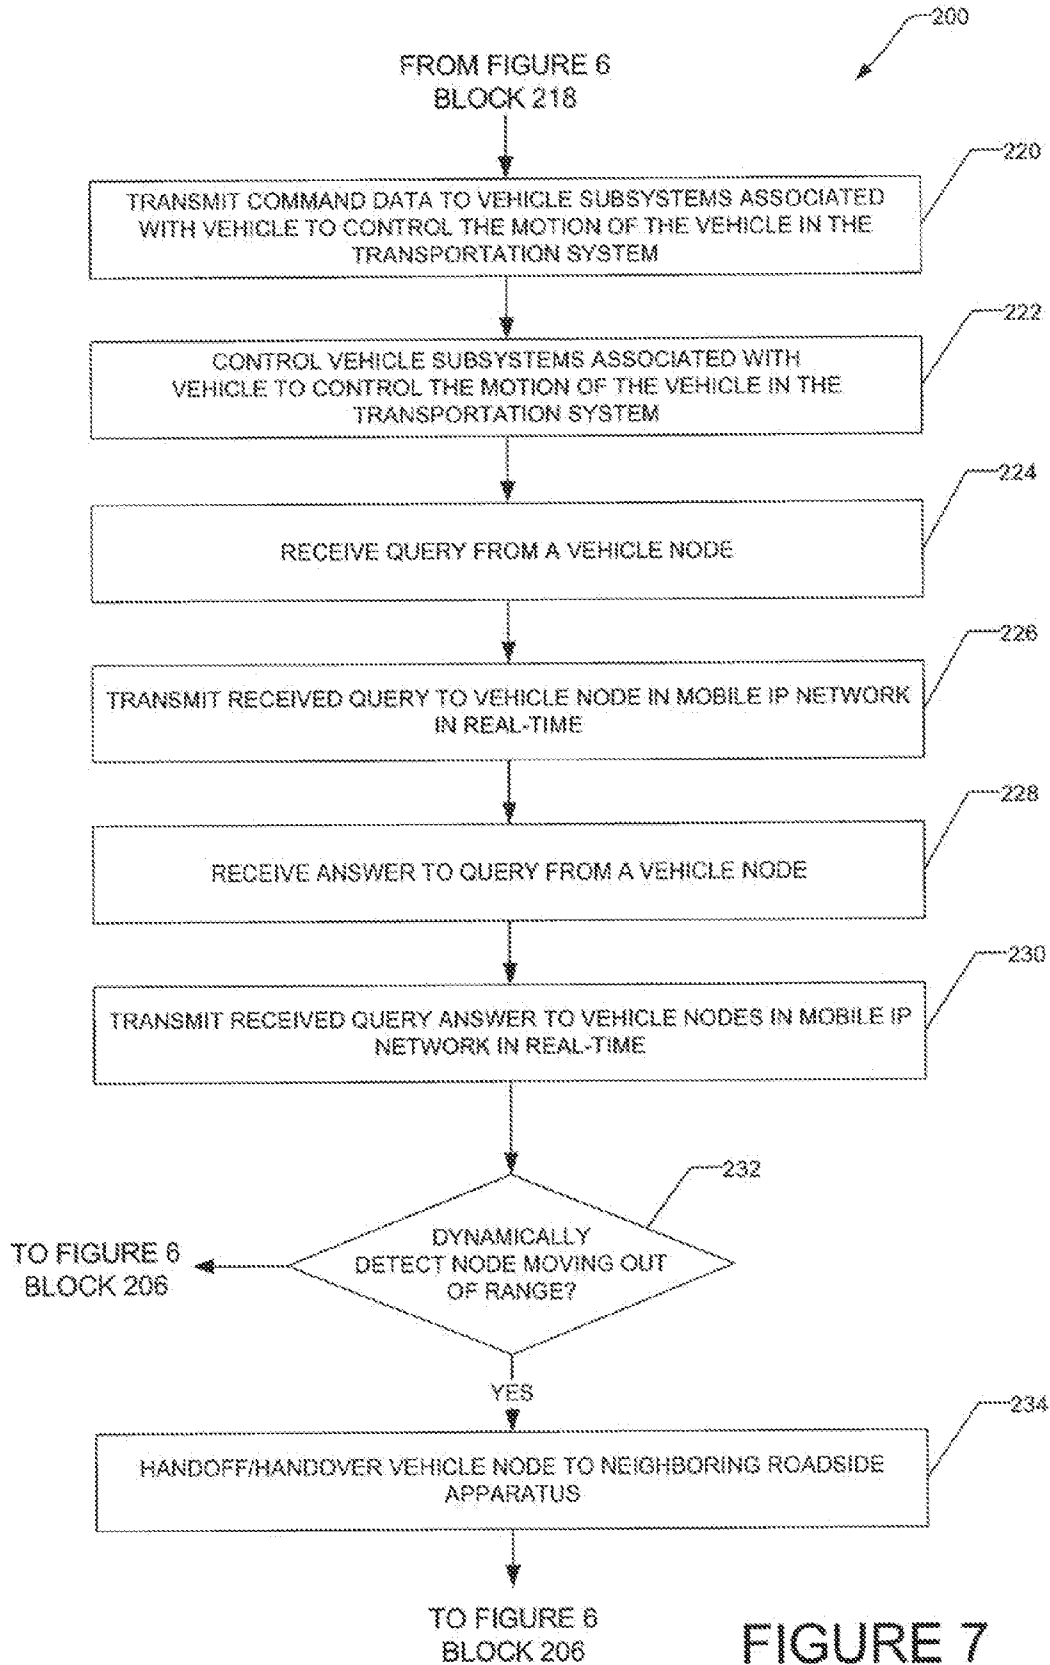 200
FROM FIGURE 6
BLOCK 218
220
TRANSMIT COMMAND DATA TO VEHICLE SUBSYSTEMS ASSOCIATED
WITH VEHICLE TO CONTROL THE MOTION OF THE VEHICLE IN THE
TRANSPORTATION SYSTEM
222
CONTROL VEHICLE SUBSYSTEMS ASSOCIATED WITH
VEHICLE TO CONTROL THE MOTION OF THE VEHICLE IN THE
TRANSPORTATION SYSTEM
224
RECEIVE QUERY FROM A VEHICLE NODE
226
TRANSMIT RECEIVED QUERY TO VEHICLE NODE IN MOBILE IP NETWORK
IN REAL-TIME
228
RECEIVE ANSWER TO QUERY FROM A VEHICLE NODE
230
TRANSMIT RECEIVED QUERY ANSWER TO VEHICLE NODES IN MOBILE IP
NETWORK IN REAL-TIME
232
DYNAMICALLY
DETECT NODE MOVING OUT
OF RANGE?
TO FIGURE 6
BLOCK 206
YES
234
HANDOFF/HANDOVER VEHICLE NODE TO NEIGHBORING ROADSIDE
APPARATUS
TO FIGURE 6
BLOCK 206
FIGURE 7